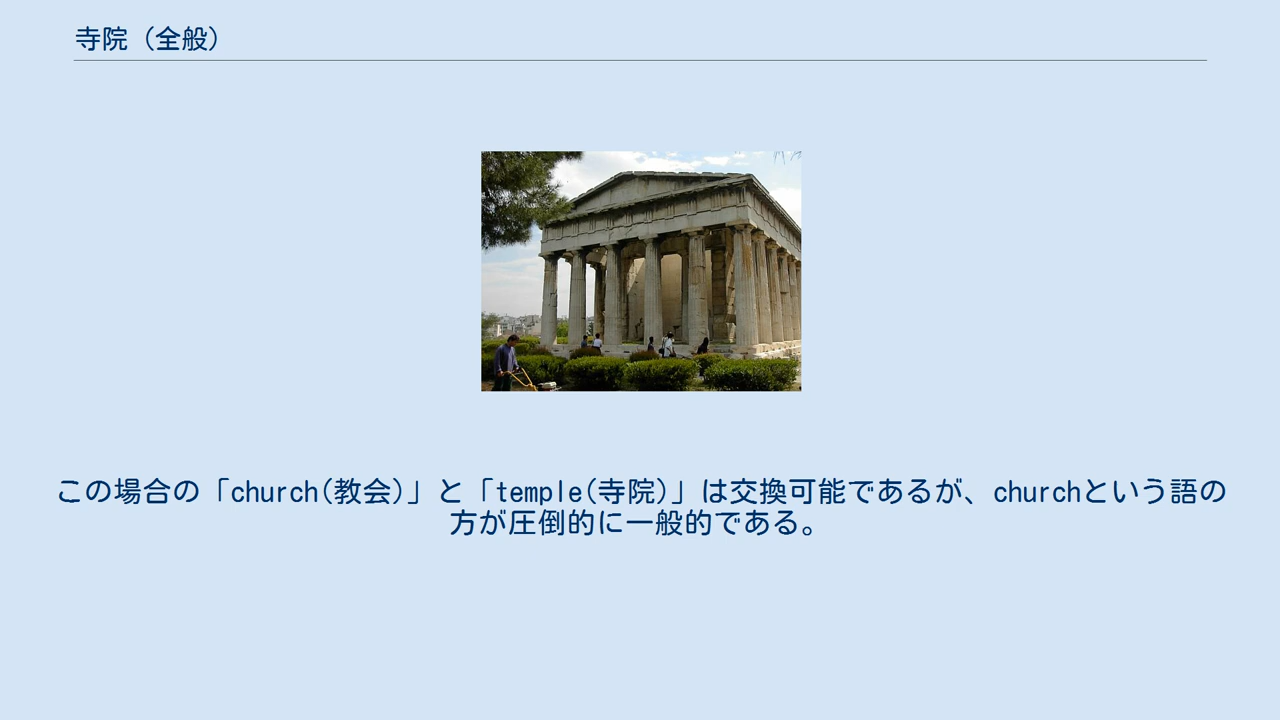 寺院（全般）
この場合の「church(教会)」と「temple(寺院)」は交換可能であるが、churchという語の
方が圧倒的に一般的である。